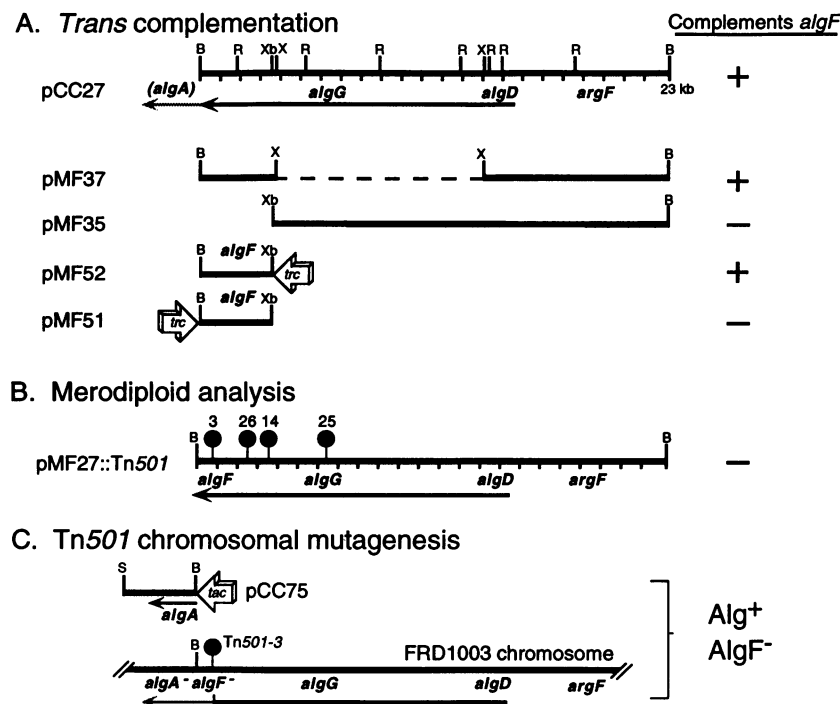 A. Trans complementation
Complements algF
B R Xb X R R R X R R R B
pCC27
(algA) algG algD argF 23 kb
+
B X X B
pMF37
+
Xb B
pMF35
−
B algF Xb
pMF52
trc
+
B algF Xb
pMF51
trc
−
B. Merodiploid analysis
3 26 14 25
B B
pMF27::Tn501
−
algF algG algD argF
C. Tn501 chromosomal mutagenesis
S B
tac pCC75
algA
Alg+
B Tn501-3
FRD1003 chromosome
AlgF-
algA- algF- algG algD argF